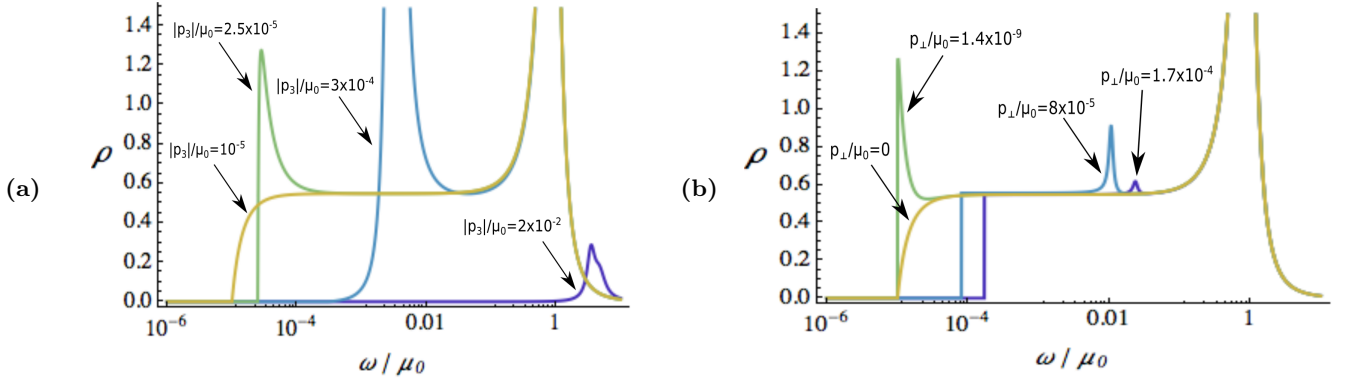 (a)
ρ
1.4
1.2
1.0
0.8
0.6
0.4
0.2
0.0
|p₃|/μ₀=2.5x10⁻⁵
|p₃|/μ₀=3x10⁻⁴
|p₃|/μ₀=10⁻⁵
|p₃|/μ₀=2x10⁻²
10⁻⁶ 10⁻⁴ 0.01 1
ω / μ₀
(b)
ρ
1.4
1.2
1.0
0.8
0.6
0.4
0.2
0.0
p⊥/μ₀=1.4x10⁻⁹
p⊥/μ₀=1.7x10⁻⁴
p⊥/μ₀=8x10⁻⁵
p⊥/μ₀=0
10⁻⁶ 10⁻⁴ 0.01 1
ω / μ₀